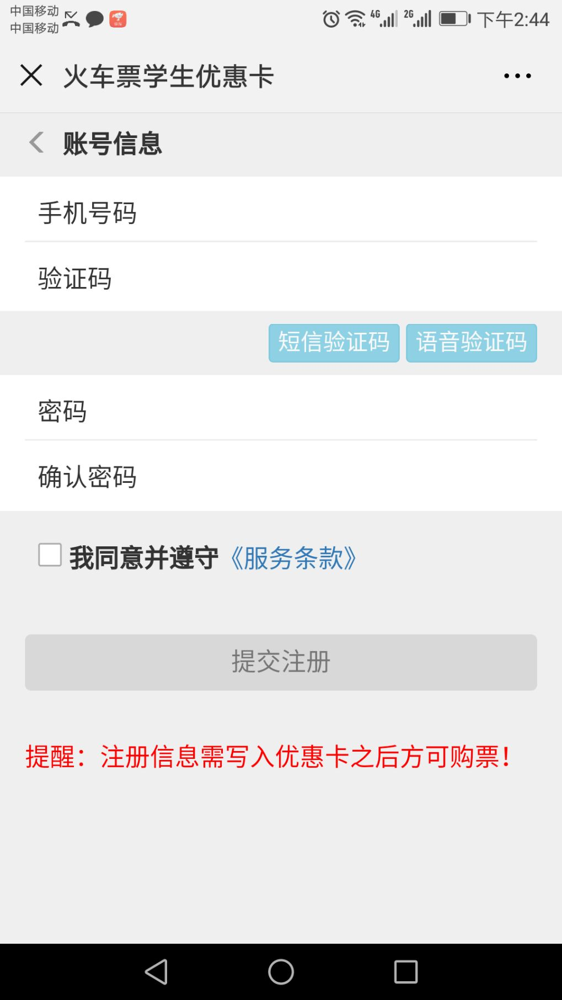 中国移动
中国移动
京东
4G
2G
下午2:44
火车票学生优惠卡
账号信息
手机号码
验证码
短信验证码 语音验证码
密码
确认密码
我同意并遵守《服务条款》
提交注册
提醒：注册信息需写入优惠卡之后方可购票！